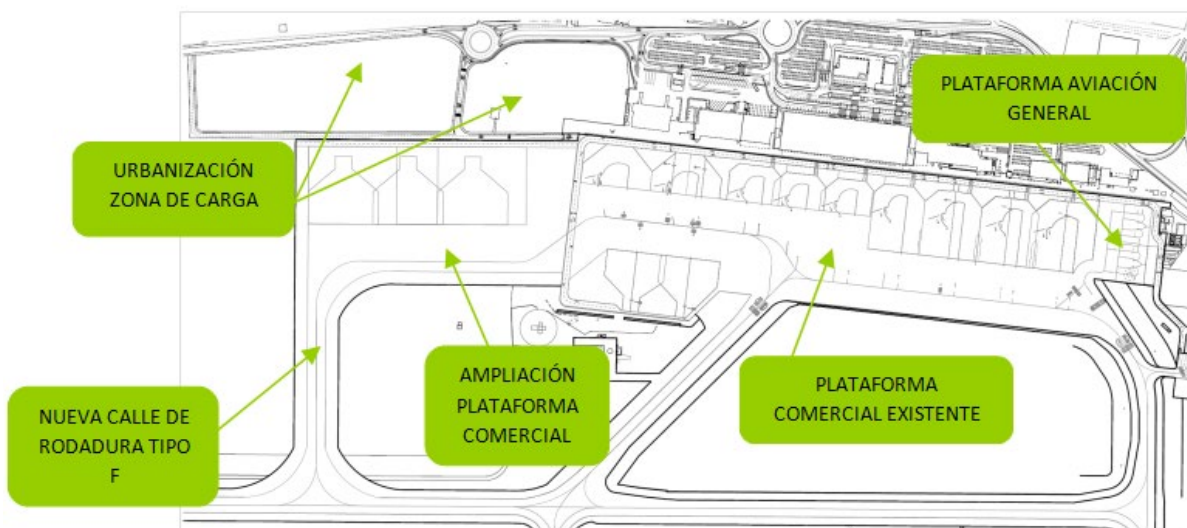 PLATAFORMA AVIACIÓN
GENERAL
URBANIZACIÓN
ZONA DE CARGA
AMPLIACIÓN
PLATAFORMA
COMERCIAL
PLATAFORMA
COMERCIAL EXISTENTE
NUEVA CALLE DE
RODADURA TIPO
F